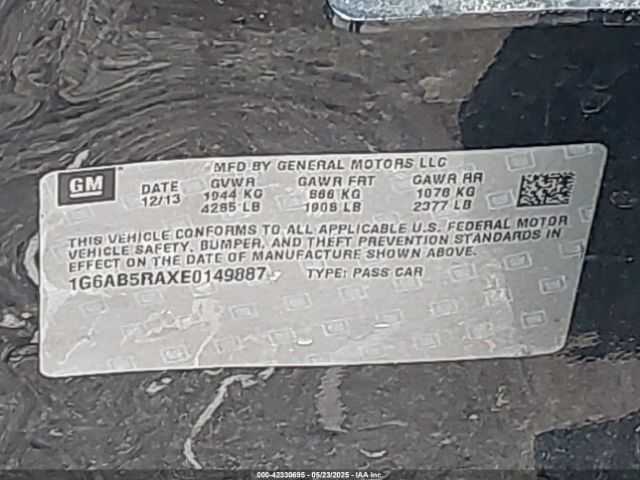 MFD BY GENERAL MOTORS LLC
GM
DATE GVWR GAWR FRT GAWR RR
12/13 1944 KG 866 KG 1078 KG
4285 LB 1908 LB 2377 LB
THIS VEHICLE CONFORMS TO ALL APPLICABLE U.S. FEDERAL MOTOR
VEHICLE SAFETY, BUMPER, AND THEFT PREVENTION STANDARDS IN
EFFECT ON THE DATE OF MANUFACTURE SHOWN ABOVE.
1G6AB5RAXE0149887 TYPE: PASS CAR
000-42330695 - 05/23/2025 - IAA Inc.